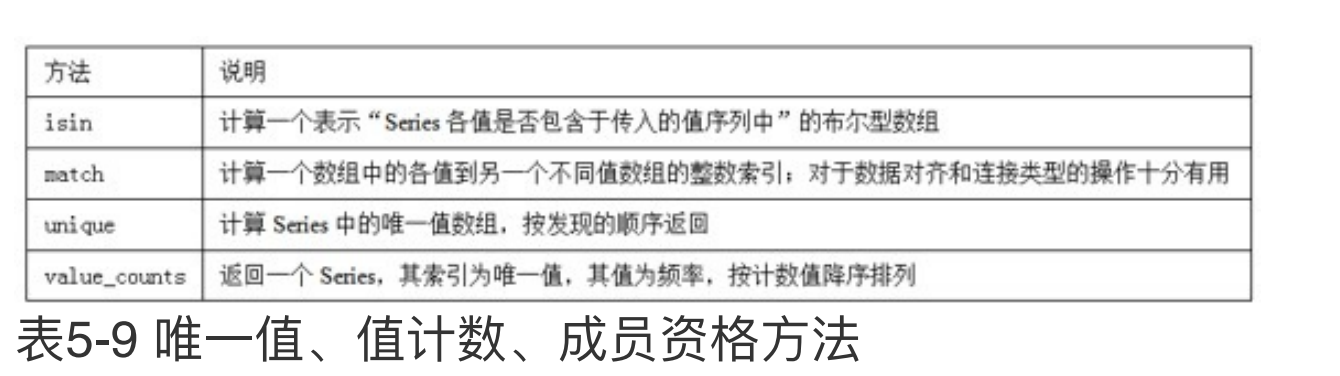 方法 说明
isin 计算一个表示“Series 各值是否包含于传入的值序列中”的布尔型数组
match 计算一个数组中的各值到另一个不同值数组的整数索引；对于数据对齐和连接类型的操作十分有用
unique 计算 Series 中的唯一值数组，按发现的顺序返回
value_counts 返回一个 Series，其索引为唯一值，其值为频率，按计数值降序排列
表5-9 唯一值、值计数、成员资格方法